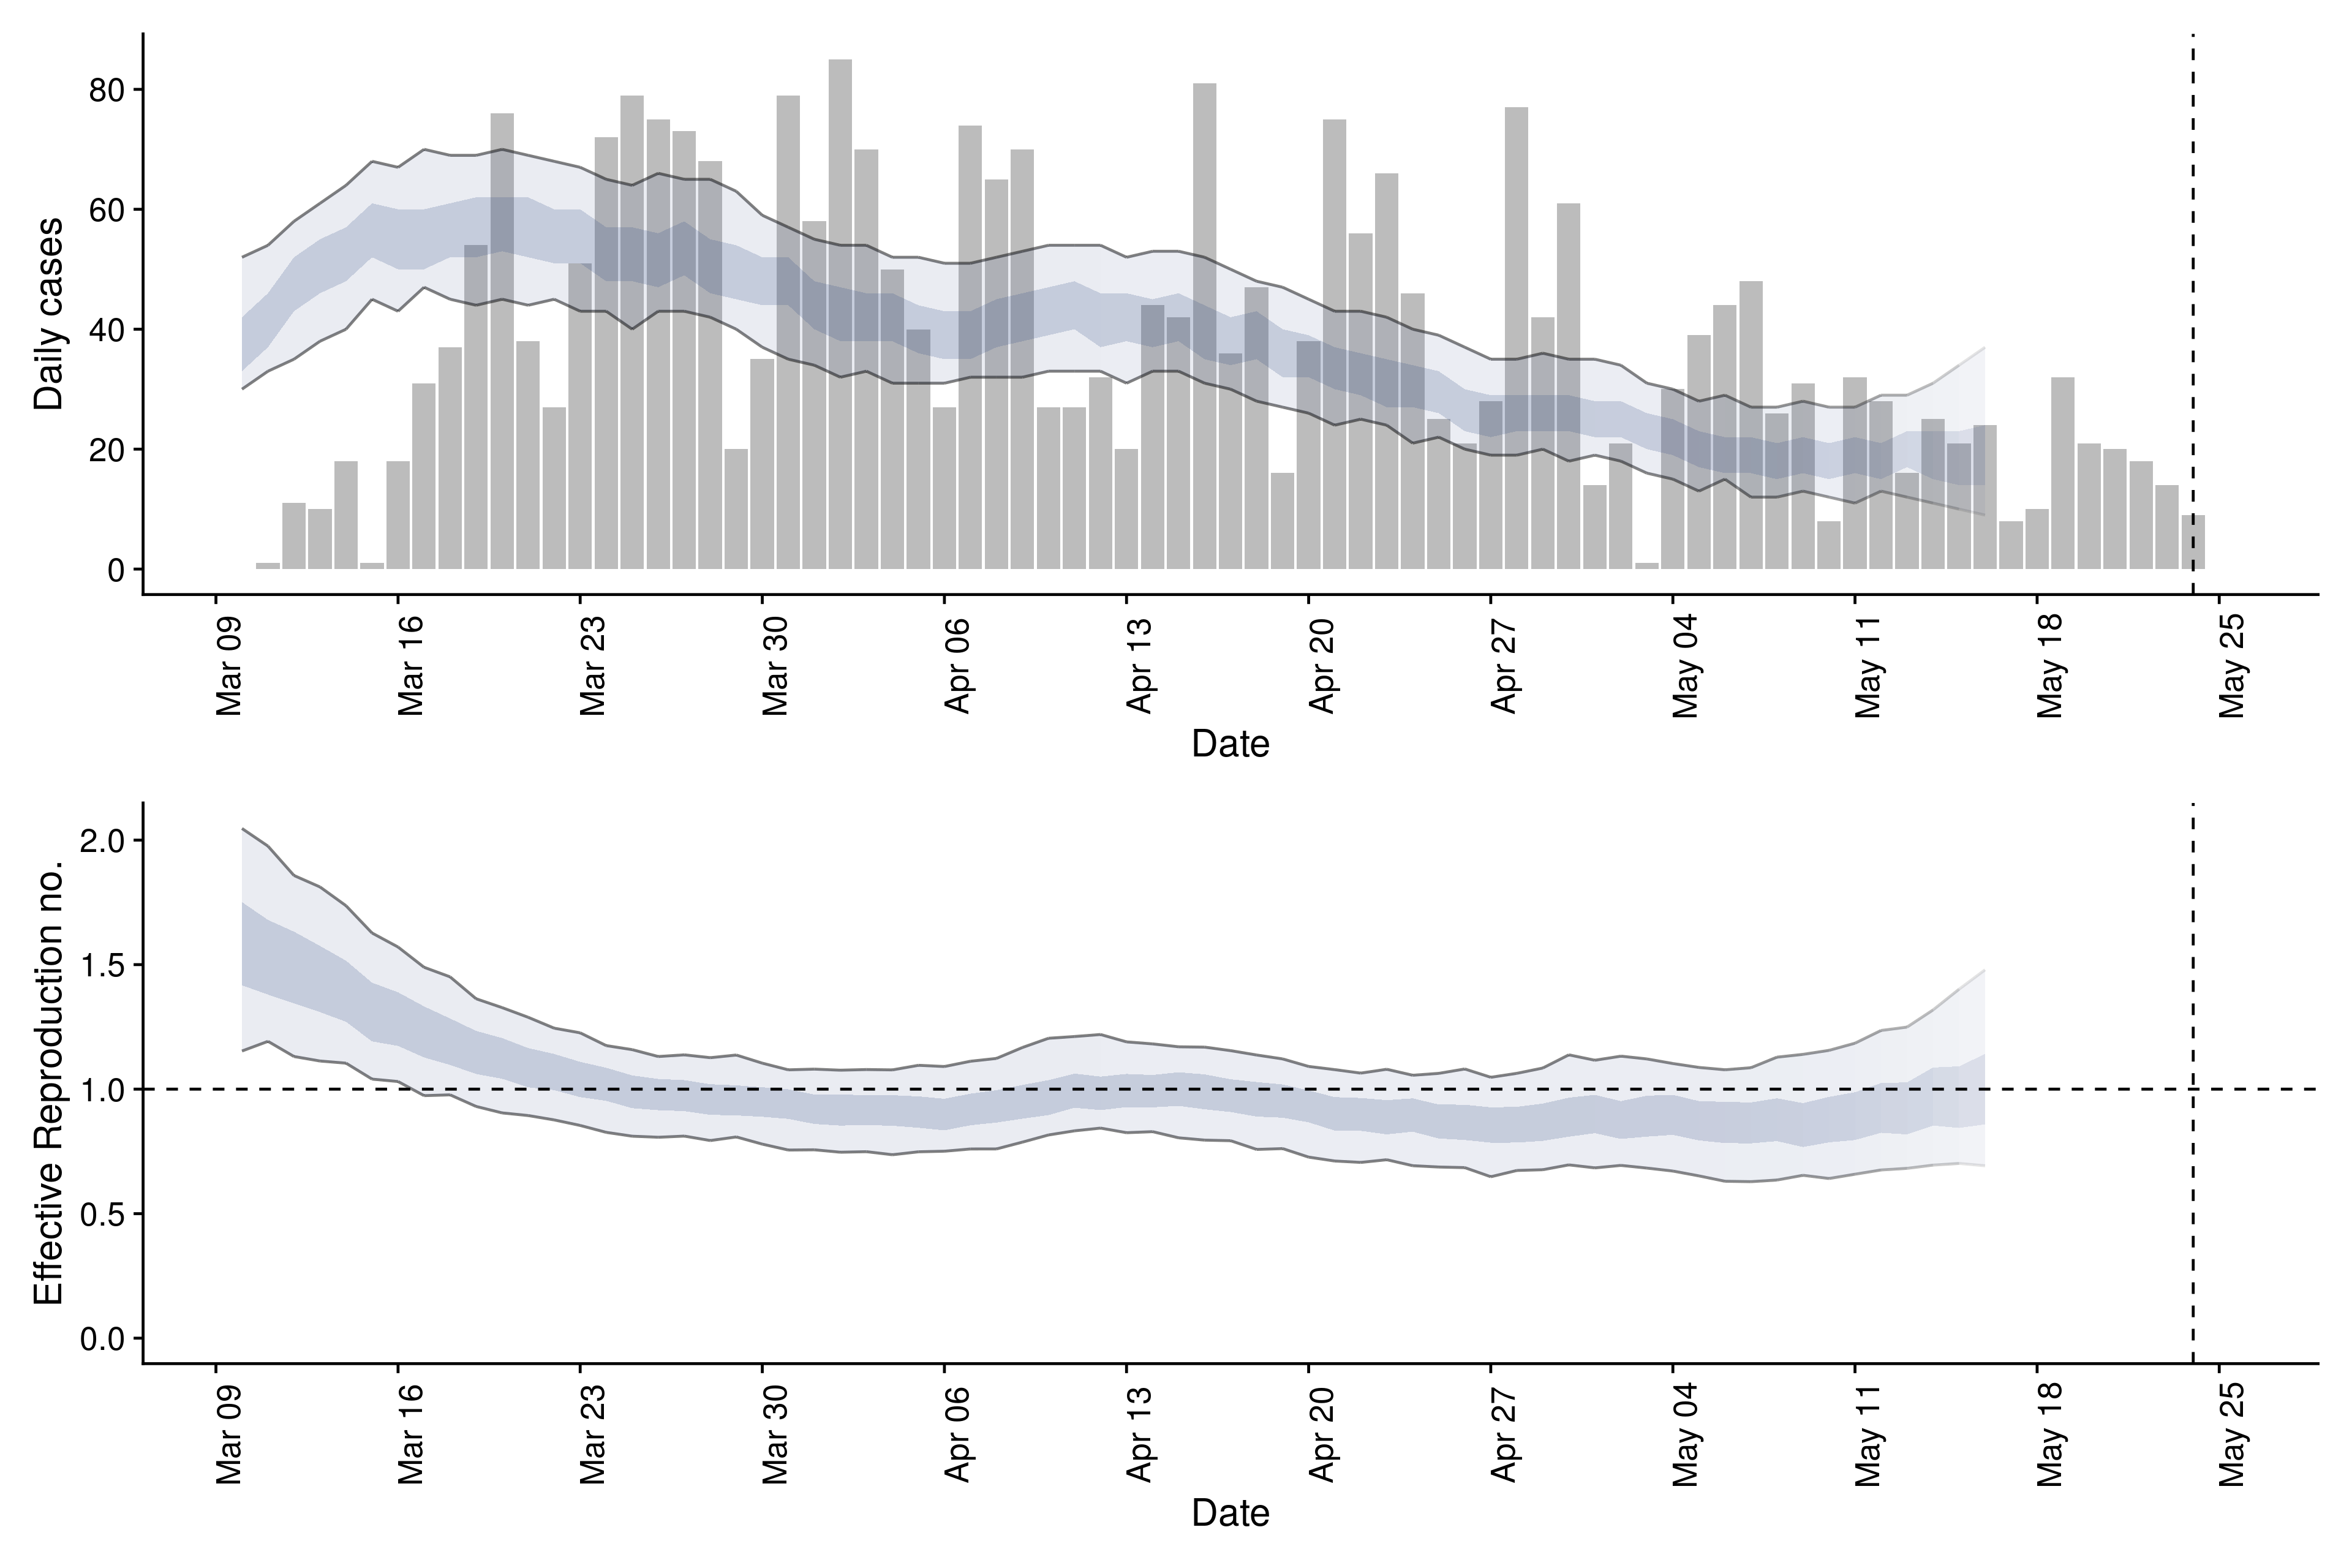 Daily cases
80
60
40
20
0
Mar 09
Mar 16
Mar 23
Mar 30
Apr 06
Apr 13
Apr 20
Apr 27
May 04
May 11
May 18
May 25
Date
Effective Reproduction no.
2.0
1.5
1.0
0.5
0.0
Mar 09
Mar 16
Mar 23
Mar 30
Apr 06
Apr 13
Apr 20
Apr 27
May 04
May 11
May 18
May 25
Date